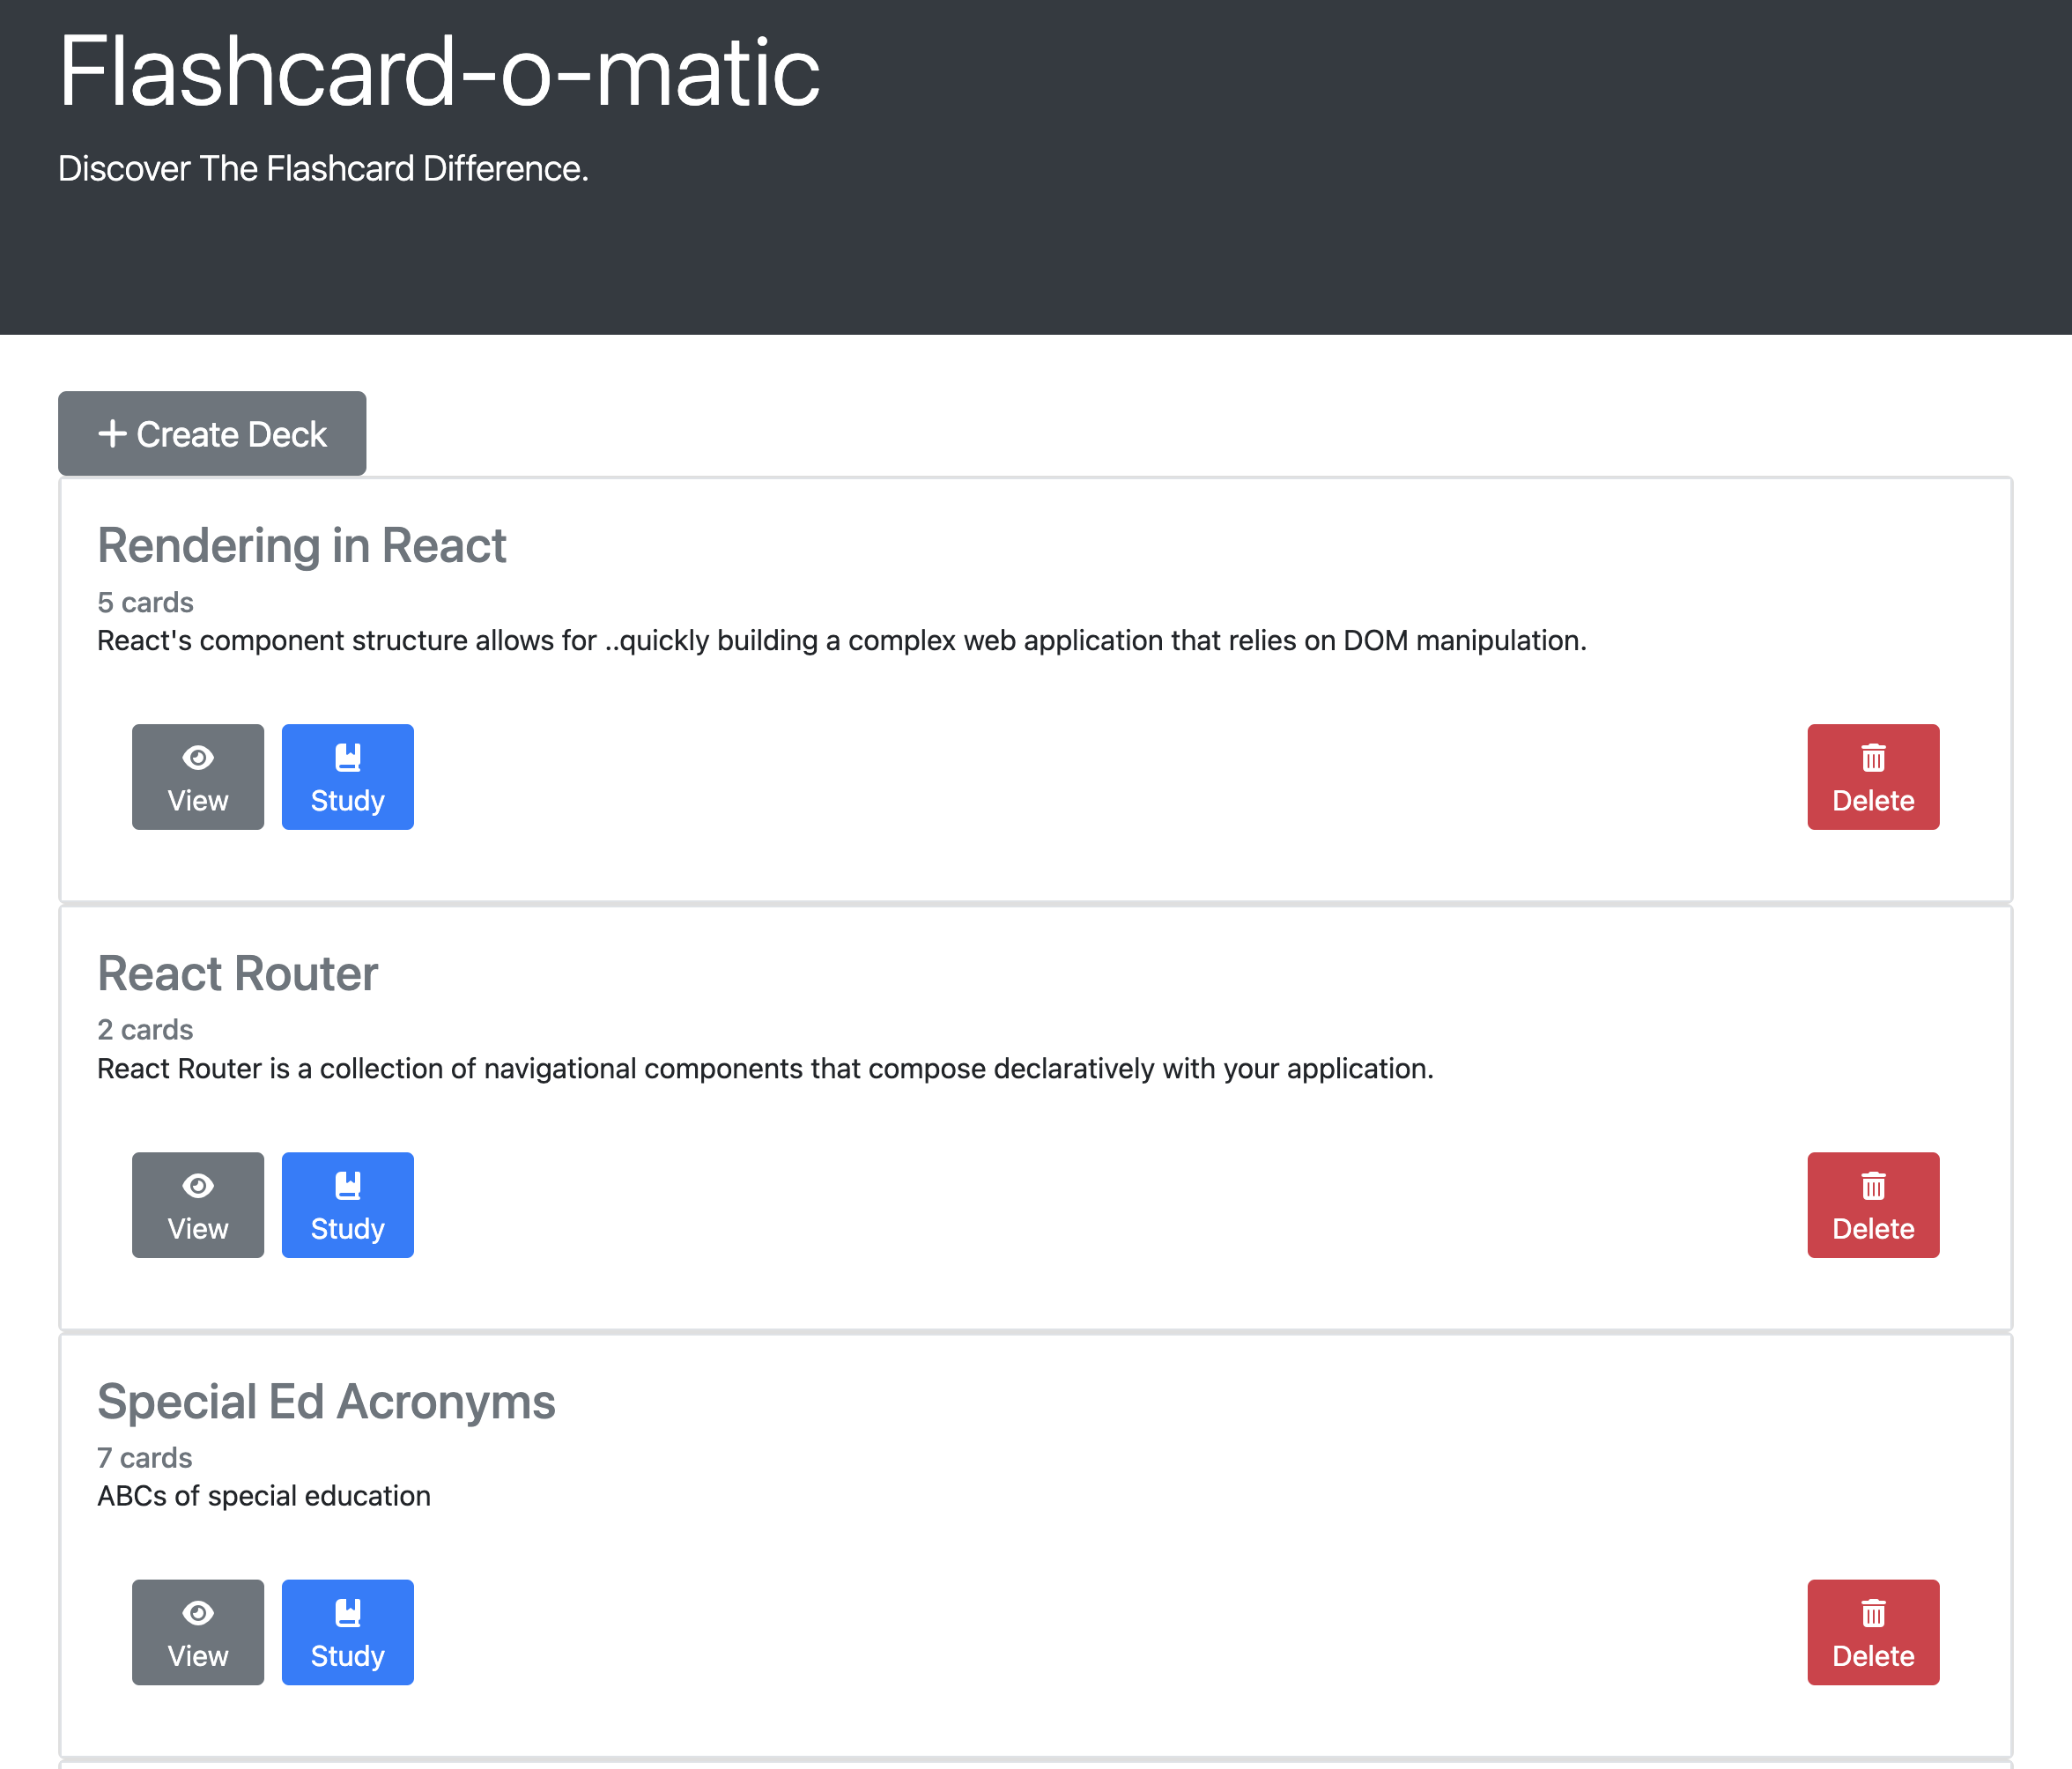 Flashcard-o-matic
Discover The Flashcard Difference.
+ Create Deck
Rendering in React
5 cards
React's component structure allows for ..quickly building a complex web application that relies on DOM manipulation.
View
Study
Delete
React Router
2 cards
React Router is a collection of navigational components that compose declaratively with your application.
View
Study
Delete
Special Ed Acronyms
7 cards
ABCs of special education
View
Study
Delete